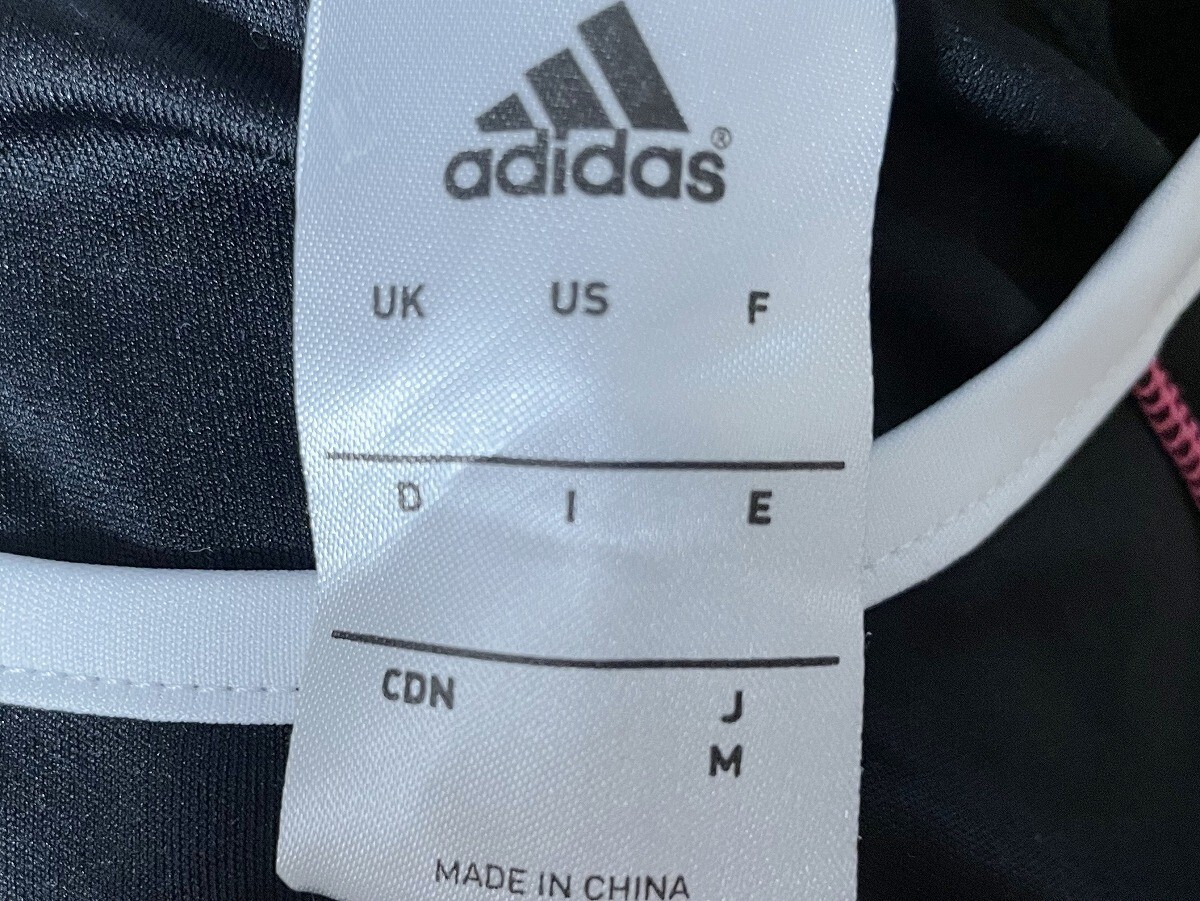 adidas®
UK US F
D I E
CDN J
M
MADE IN CHINA